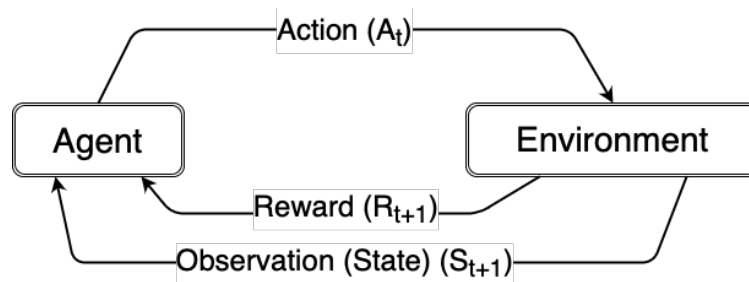 Action (At)
Agent
Environment
Reward (Rt+1)
Observation (State) (St+1)